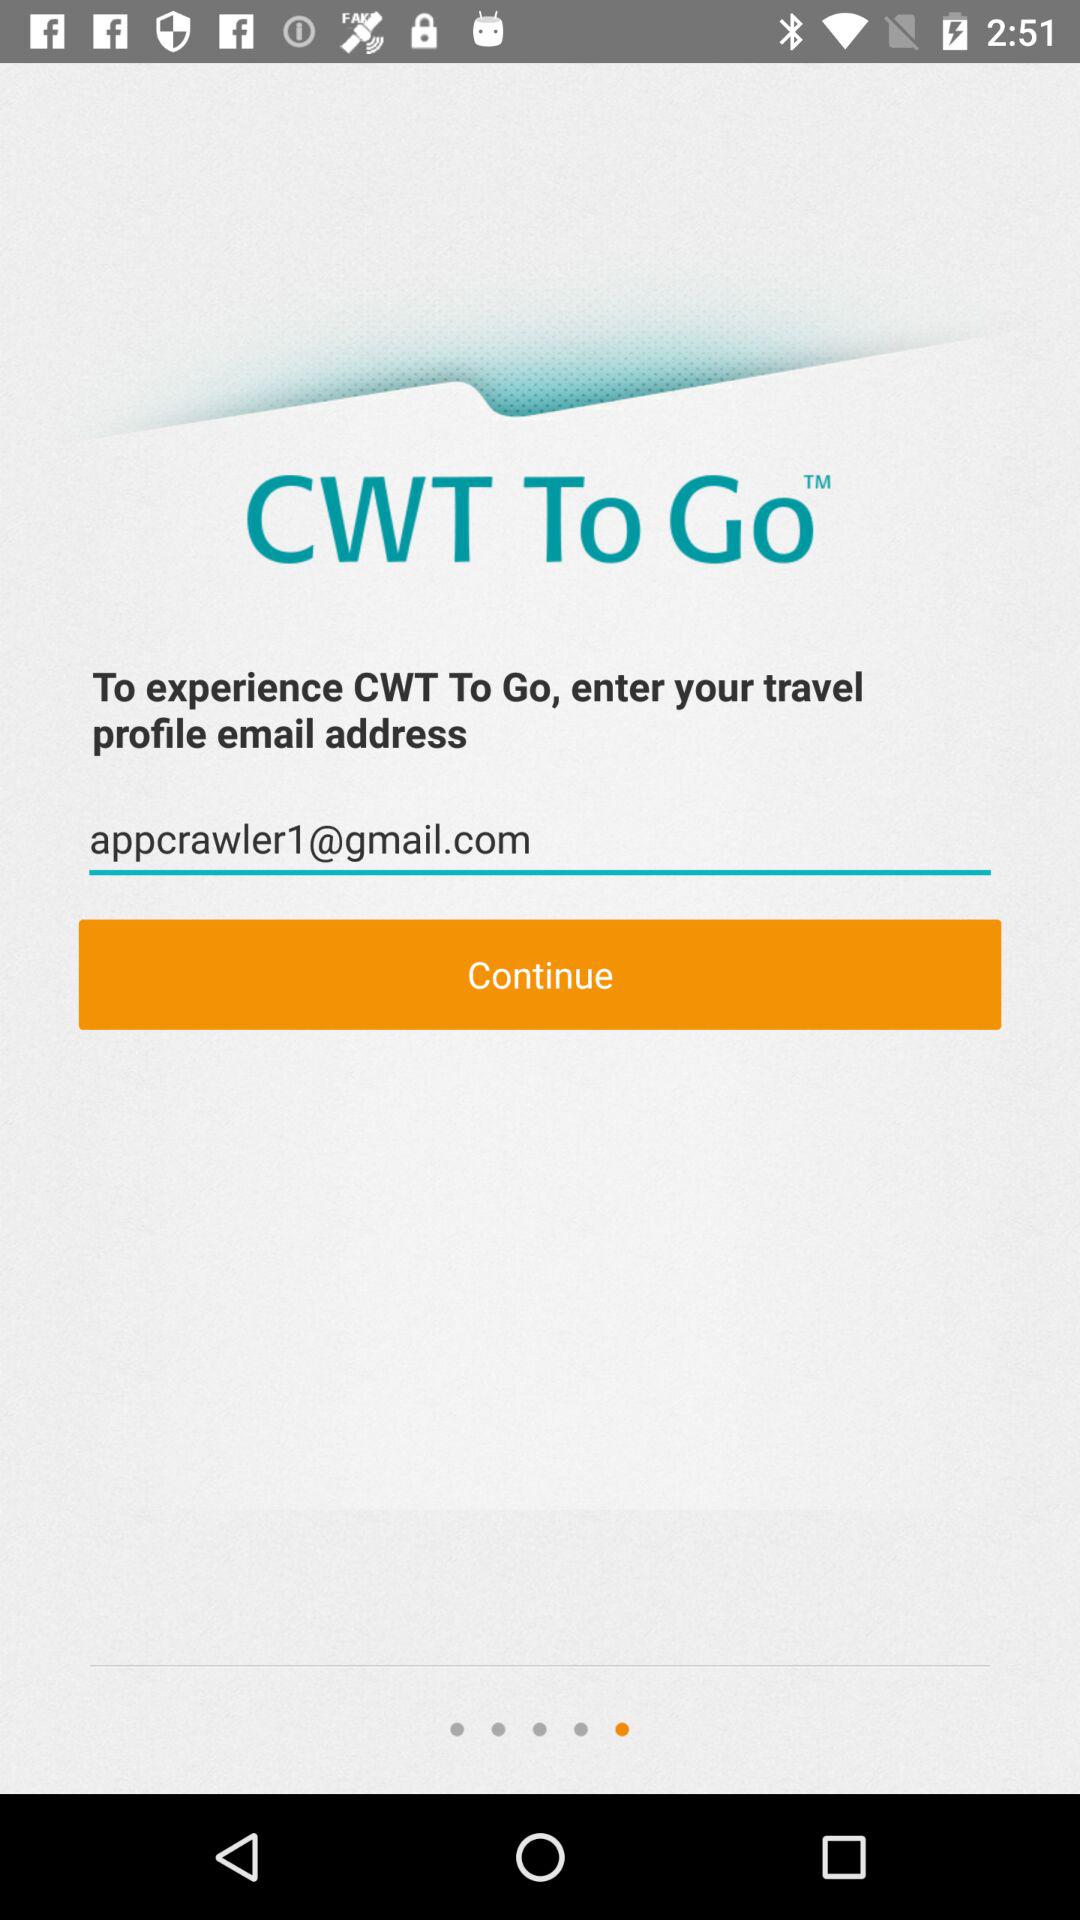 FAKE
2:51
CWT To Go™
To experience CWT To Go, enter your travel
profile email address
appcrawler1@gmail.com
Continue